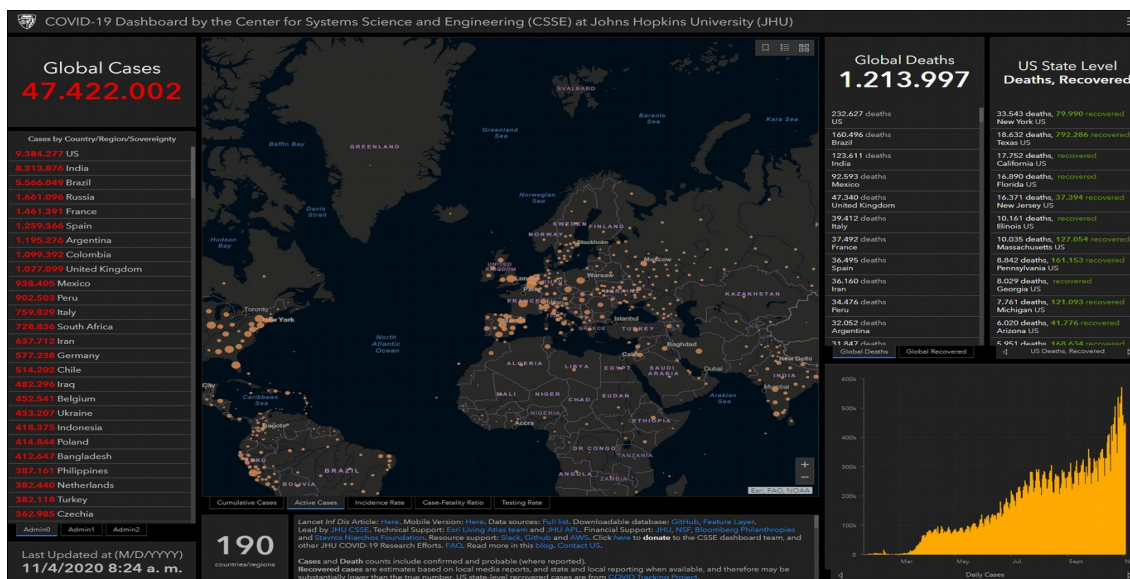 COVID-19 Dashboard by the Center for Systems Science and Engineering (CSSE) at Johns Hopkins University (JHU)
Global Cases
47.422.002
Cases by Country/Region/Sovereignty
9.384.277 US
8.313.876 India
5.566.049 Brazil
1.661.096 Russia
1.461.391 France
1.259.366 Spain
1.195.276 Argentina
1.099.392 Colombia
1.077.099 United Kingdom
938.405 Mexico
902.503 Peru
759.829 Italy
728.836 South Africa
637.712 Iran
577.238 Germany
514.202 Chile
482.296 Iraq
452.541 Belgium
433.207 Ukraine
418.375 Indonesia
414.844 Poland
412.647 Bangladesh
387.161 Philippines
382.440 Netherlands
382.118 Turkey
362.985 Czechia
Admin0
Admin1
Admin2
Last Updated at (M/D/YYYY)
11/4/2020 8:24 a. m.
SVALBARD
Barents
Sea
Kara Sea
Greenland
Sea
Baffin Bay
GREENLAND
Norwegian
Sea
Davis
Strait
Hudson
Bay
SWEDEN
FINLAND
NORWAY
Stockholm
Moscow
UNITED
KINGDOM
London
Warsaw
UKRAINE
FRANCE
KAZAKHSTAN
Toronto
New York
Istanbul
GREECE
TURKEY
North
Atlantic
Ocean
Baghdad
Cairo
ALGERIA
LIBYA
EGYPT
SAUDI
ARABIA
Dubai
New Delhi
INDIA
Mumbai
Arabian
Sea
City
Caribbean
Sea
MALI
NIGER
CHAD
SUDAN
NIGERIA
Accra
ETHIOPIA
Bogota
DR CONGO
TANZANIA
BRAZIL
ANGOLA
ZAMBIA
BOLIVIA
Esri, FAO, NOAA
Cumulative Cases
Active Cases
Incidence Rate
Case-Fatality Ratio
Testing Rate
190
countries/regions
Lancet Inf Dis Article: Here. Mobile Version: Here. Data sources: Full list. Downloadable database: GitHub, Feature Layer.
Lead by JHU CSSE. Technical Support: Esri Living Atlas team and JHU APL. Financial Support: JHU, NSF, Bloomberg Philanthropies
and Stavros Niarchos Foundation. Resource support: Slack, Github and AWS. Click here to donate to the CSSE dashboard team, and
other JHU COVID-19 Research Efforts. FAQ. Read more in this blog. Contact US.
Cases and Death counts include confirmed and probable (where reported).
Recovered cases are estimates based on local media reports, and state and local reporting when available, and therefore may be
substantially lower than the true number. US state-level recovered cases are from COVID Tracking Project.
Global Deaths
1.213.997
232.627 deaths
US
160.496 deaths
Brazil
123.611 deaths
India
92.593 deaths
Mexico
47.340 deaths
United Kingdom
39.412 deaths
Italy
37.492 deaths
France
36.495 deaths
Spain
36.160 deaths
Iran
34.476 deaths
Peru
32.052 deaths
Argentina
31.847 deaths
Global Deaths
Global Recovered
US State Level
Deaths, Recovered
33.543 deaths, 79.990 recovered
New York US
18.632 deaths, 792.286 recovered
Texas US
17.752 deaths, recovered
California US
16.890 deaths, recovered
Florida US
16.371 deaths, 37.394 recovered
New Jersey US
10.161 deaths, recovered
Illinois US
10.035 deaths, 127.054 recovered
Massachusetts US
8.842 deaths, 161.153 recovered
Pennsylvania US
8.029 deaths, recovered
Georgia US
7.761 deaths, 121.093 recovered
Michigan US
6.020 deaths, 41.776 recovered
Arizona US
5.951 deaths, 168.634 recovered
US Deaths, Recovered
600k
500k
400k
300k
200k
100k
0
Mar.
May.
Jul.
Sep.
Nov.
Daily Cases